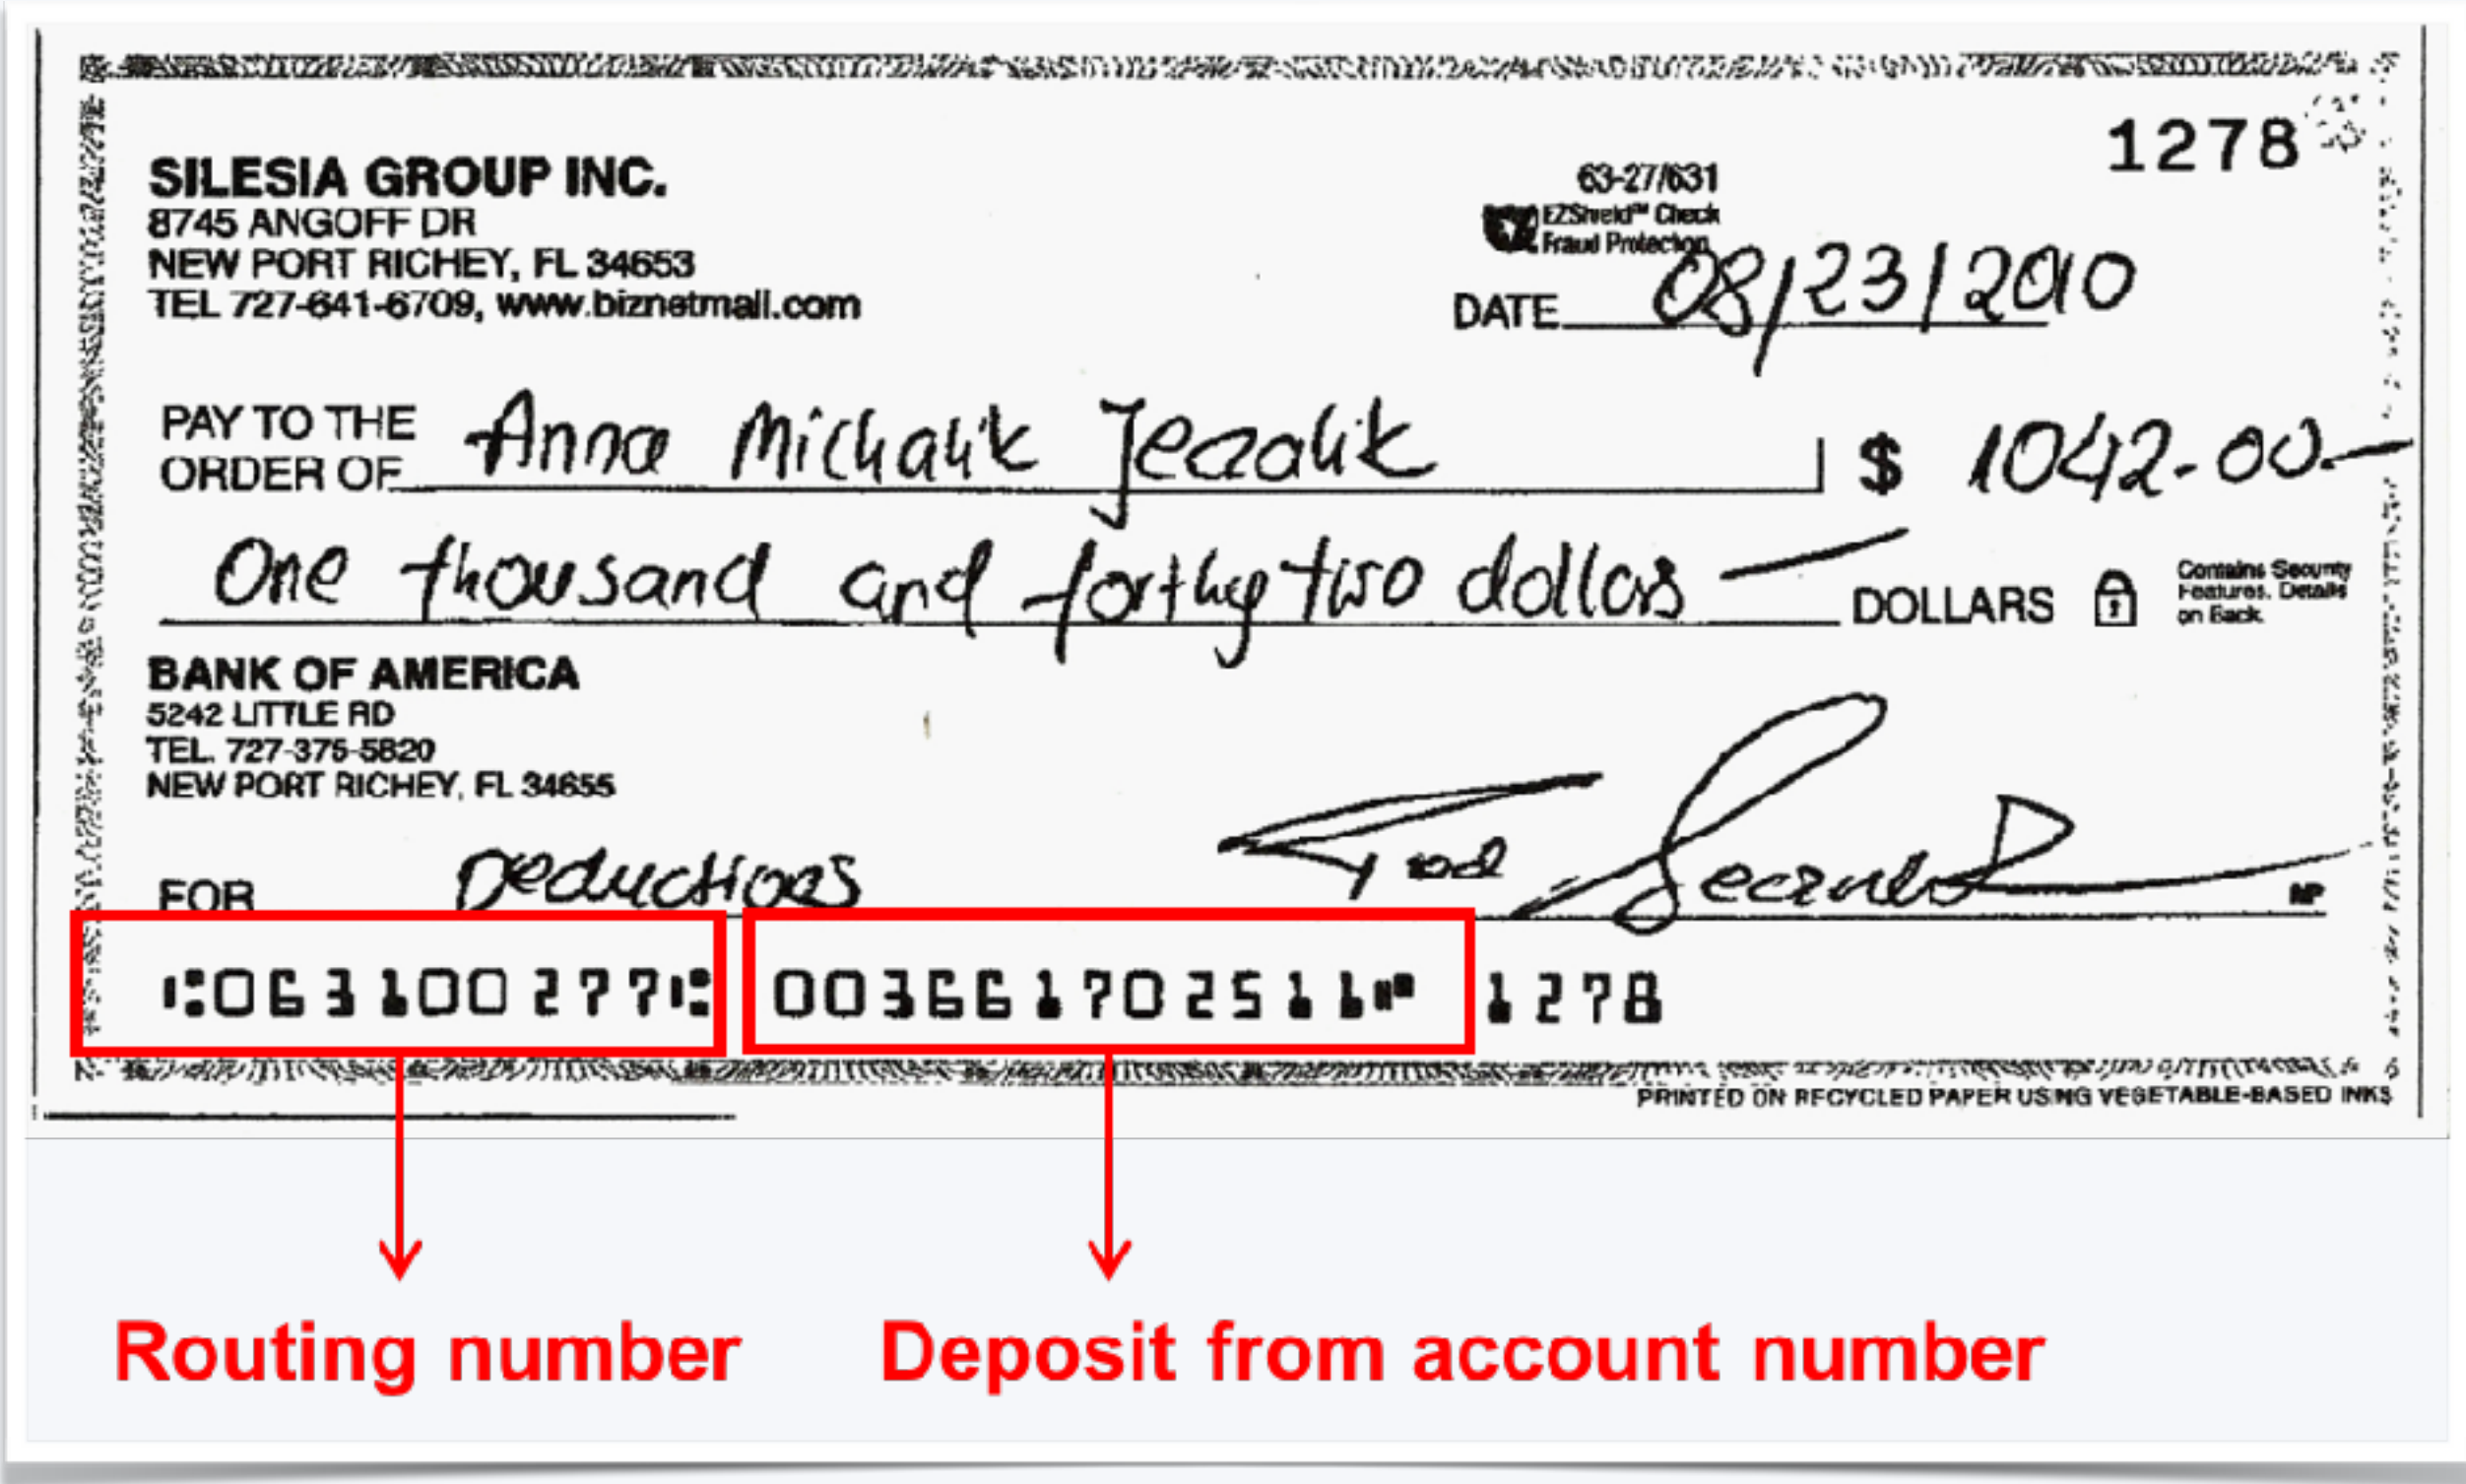 1278
SILESIA GROUP INC.
8745 ANGOFF DR
NEW PORT RICHEY, FL 34653
TEL 727-641-6709, www.biznetmall.com
63-27/631
EZShield™ Check
Fraud Protection
DATE 08/23/2010
PAY TO THE ORDER OF Anna Michalik Jezalik $ 1042.00
One thousand and forthy two dollars DOLLARS
Contains Security
Features. Details
on Back.
BANK OF AMERICA
5242 LITTLE RD
TEL. 727-375-5820
NEW PORT RICHEY, FL 34655
FOR Deductions
MP
⑆063100277⑆ 003661702511⑈ 1278
PRINTED ON RECYCLED PAPER USING VEGETABLE-BASED INKS
Routing number
Deposit from account number